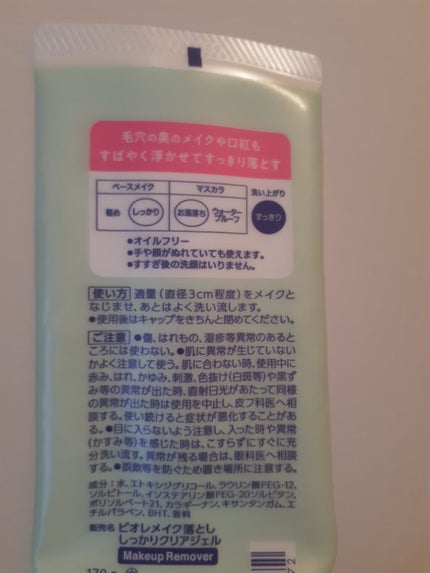 毛穴の奥のメイクや口紅も
すばやく浮かせてすっきり落とす
ベースメイク マスカラ 洗い上がり
軽め しっかり お湯落ち ウォータープルーフ すっきり
●オイルフリー
●手や顔がぬれていても使えます。
●すすぎ後の洗顔はいりません。
使い方 適量(直径3cm程度)をメイクと
なじませ、あとはよく洗い流します。
●使用後はキャップをきちんと閉めてください。
ご注意 ●傷、はれもの、湿疹等異常のあると
ころには使わない。●肌に異常が生じていない
かよく注意して使う。肌に合わない時、使用中に
赤み、はれ、かゆみ、刺激、色抜け(白斑等)や黒ず
み等の異常が出た時、直射日光があたって同様
の異常が出た時は使用を中止し、皮フ科医へ相
談する。使い続けると症状が悪化することがあ
る。●目に入らないよう注意し、入った時や異常
(かすみ等)を感じた時は、こすらずにすぐに充
分洗い流す。異常が残る場合は、眼科医へ相談
する。●誤飲等を防ぐため置き場所に注意する。
成分:水、エトキシジグリコール、ラウリン酸PEG-12、
ソルビトール、イソステアリン酸PEG-20ソルビタン、
ポリソルベート21、カラギーナン、キサンタンガム、エ
チルパラベン、BHT、香料
販売名 ビオレメイク落とし
しっかりクリアジェル
Makeup Remover
170